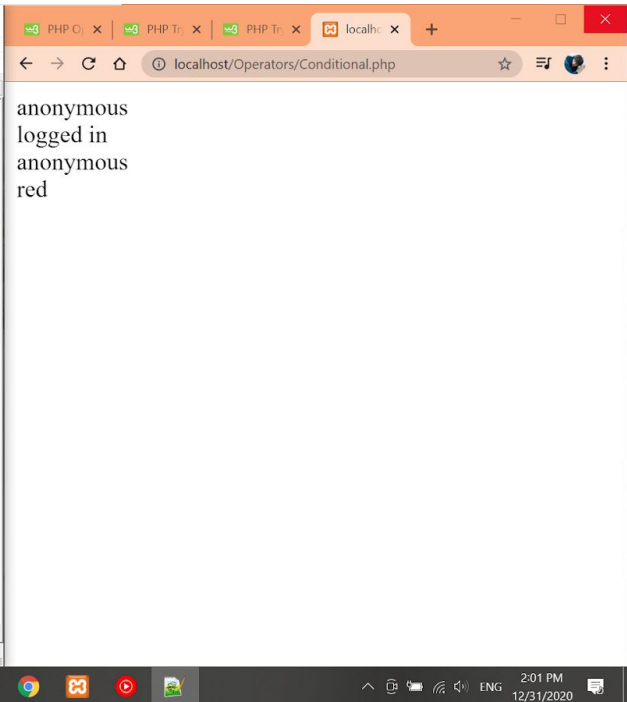 PHP O
PHP Tr
PHP Tr
localho
localhost/Operators/Conditional.php
anonymous
logged in
anonymous
red
ENG
2:01 PM
12/31/2020